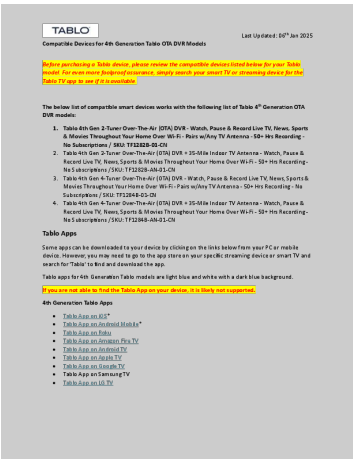 TABLO
Last Updated: 06th Jan 2025
Compatible Devices for 4th Generation Tablo OTA DVR Models
Before purchasing a Tablo device, please review the compatible devices listed below for your Tablo
model. For even more foolproof assurance, simply search your smart TV or streaming device for the
Tablo TV app to see if it is available.
The below list of compatible smart devices works with the following list of Tablo 4th Generation OTA
DVR models:
1. Tablo 4th Gen 2-Tuner Over-The-Air (OTA) DVR - Watch, Pause & Record Live TV, News, Sports
& Movies Throughout Your Home Over Wi-Fi - Pairs w/Any TV Antenna - 50+ Hrs Recording -
No Subscriptions / SKU: TF1282B-01-CN
2. Tablo 4th Gen 2-Tuner Over-The-Air (OTA) DVR + 35-Mile Indoor TV Antenna - Watch, Pause &
Record Live TV, News, Sports & Movies Throughout Your Home Over Wi-Fi - 50+ Hrs Recording -
No Subscriptions / SKU: TF1282B-AN-01-CN
3. Tablo 4th Gen 4-Tuner Over-The-Air (OTA) DVR - Watch, Pause & Record Live TV, News, Sports &
Movies Throughout Your Home Over Wi-Fi - Pairs w/Any TV Antenna - 50+ Hrs Recording - No
Subscriptions / SKU: TF1284B-01-CN
4. Tablo 4th Gen 4-Tuner Over-The-Air (OTA) DVR + 35-Mile Indoor TV Antenna - Watch, Pause &
Record Live TV, News, Sports & Movies Throughout Your Home Over Wi-Fi - 50+ Hrs Recording -
No Subscriptions / SKU: TF1284B-AN-01-CN
Tablo Apps
Some apps can be downloaded to your device by clicking on the links below from your PC or mobile
device. However, you may need to go to the app store on your specific streaming device or smart TV and
search for 'Tablo' to find and download the app.
Tablo apps for 4th Generation Tablo models are light blue and white with a dark blue background.
If you are not able to find the Tablo App on your device, it is likely not supported.
4th Generation Tablo Apps
• Tablo App on iOS*
• Tablo App on Android Mobile*
• Tablo App on Roku
• Tablo App on Amazon Fire TV
• Tablo App on Android TV
• Tablo App on Apple TV
• Tablo App on Google TV
• Tablo App on Samsung TV
• Tablo App on LG TV